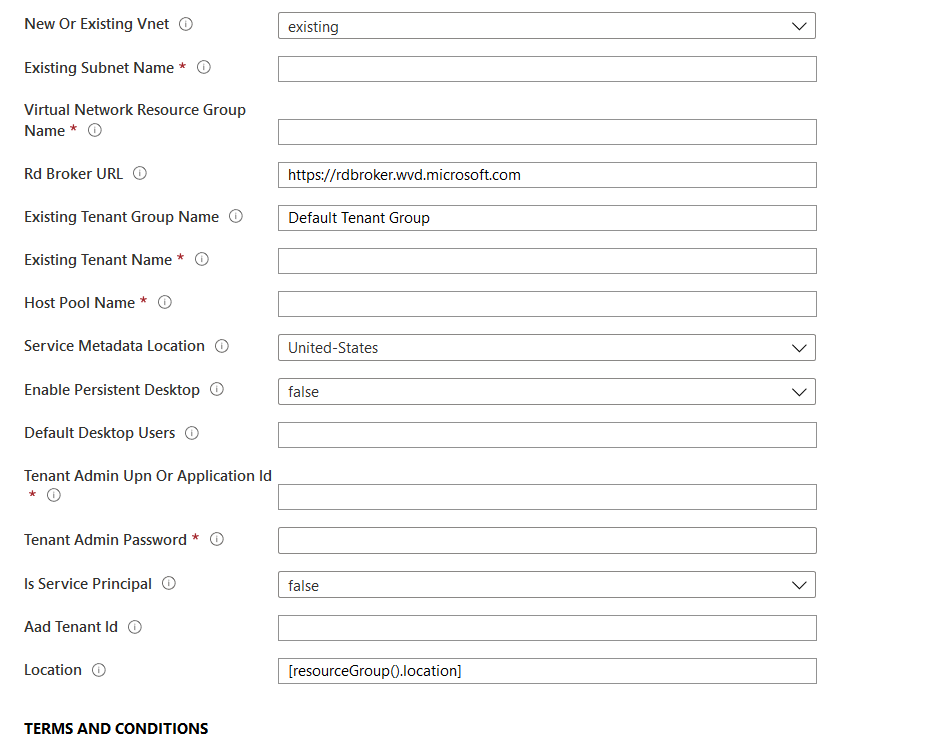 New Or Existing Vnet
existing
Existing Subnet Name *
Virtual Network Resource Group
Name *
Rd Broker URL
https://rdbroker.wvd.microsoft.com
Existing Tenant Group Name
Default Tenant Group
Existing Tenant Name *
Host Pool Name *
Service Metadata Location
United-States
Enable Persistent Desktop
false
Default Desktop Users
Tenant Admin Upn Or Application Id
*
Tenant Admin Password *
Is Service Principal
false
Aad Tenant Id
Location
[resourceGroup().location]
TERMS AND CONDITIONS